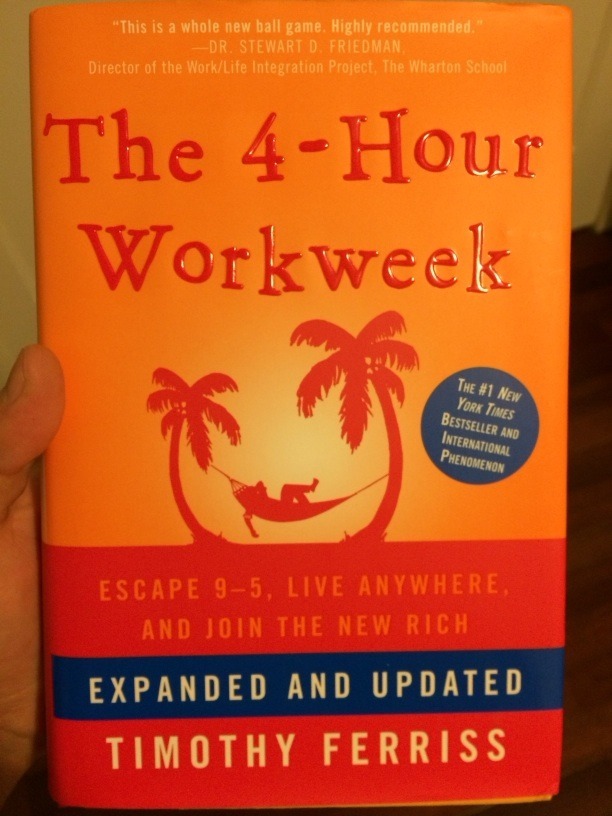 "This is a whole new ball game. Highly recommended."
—DR. STEWART D. FRIEDMAN,
Director of the Work/Life Integration Project, The Wharton School
The 4-Hour
Workweek
THE #1 NEW
YORK TIMES
BESTSELLER AND
INTERNATIONAL
PHENOMENON
ESCAPE 9–5, LIVE ANYWHERE,
AND JOIN THE NEW RICH
EXPANDED AND UPDATED
TIMOTHY FERRISS